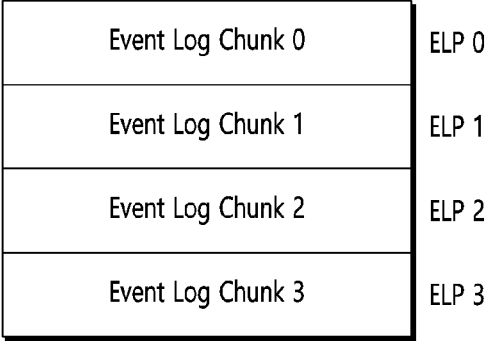 Event Log Chunk 0 ELP 0
Event Log Chunk 1 ELP 1
Event Log Chunk 2 ELP 2
Event Log Chunk 3 ELP 3